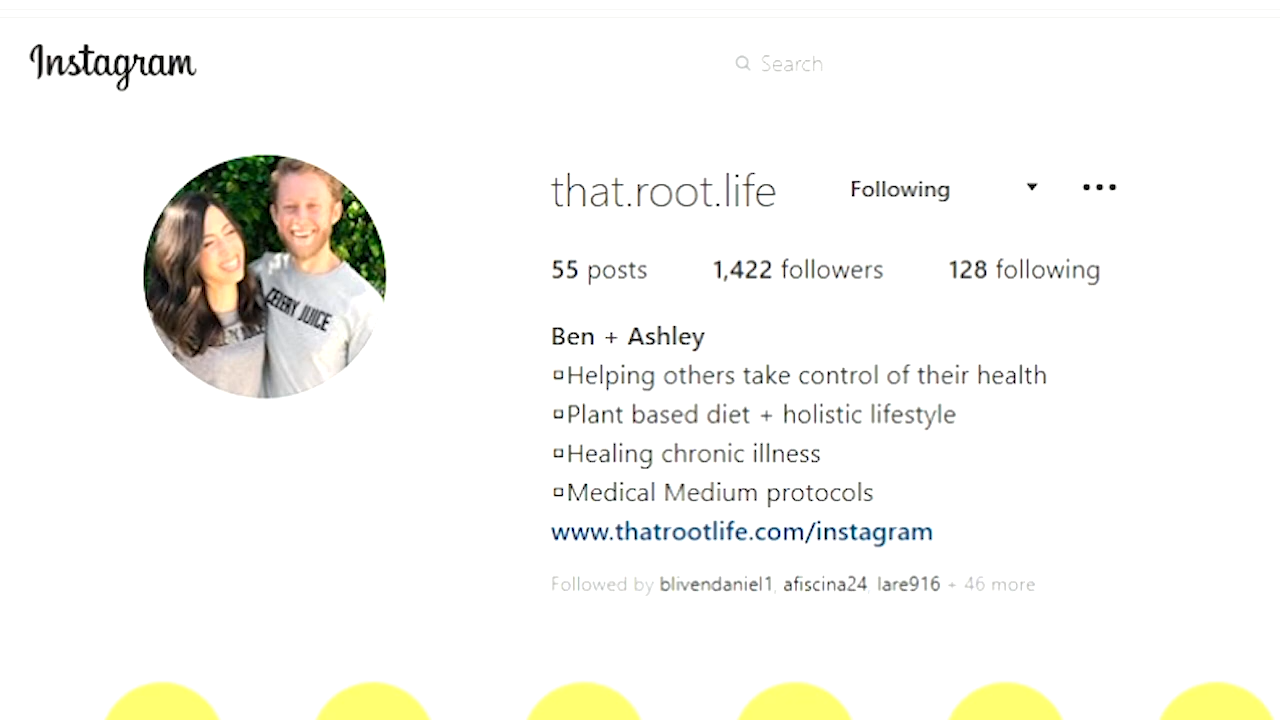 Instagram
Search
that.root.life Following
55 posts 1,422 followers 128 following
Ben + Ashley
▫Helping others take control of their health
▫Plant based diet + holistic lifestyle
▫Healing chronic illness
▫Medical Medium protocols
www.thatrootlife.com/instagram
Followed by blivendaniel1, afiscina24, lare916 + 46 more
CELERY JUICE